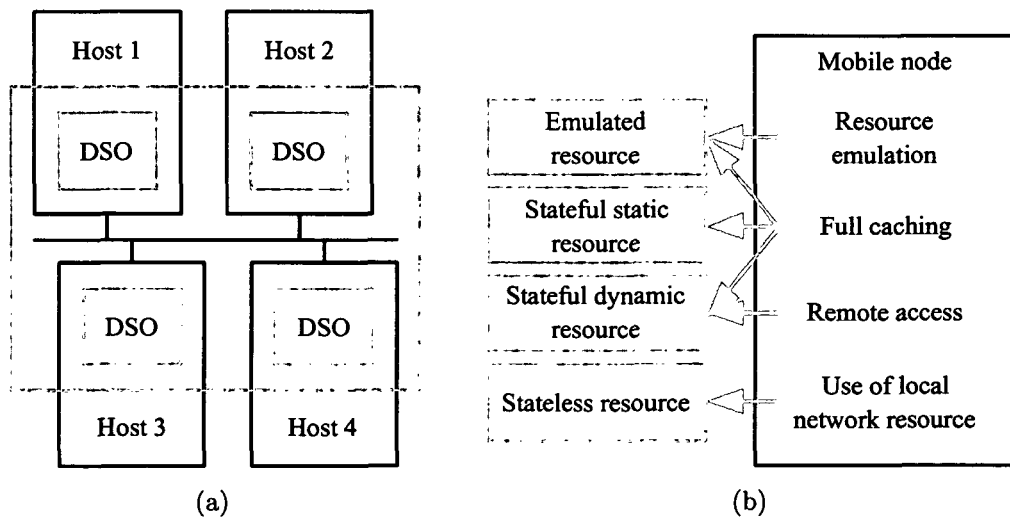 Host 1
Host 2
DSO
DSO
DSO
DSO
Host 3
Host 4
(a)
Mobile node
Emulated
resource
Resource
emulation
Stateful static
resource
Full caching
Stateful dynamic
resource
Remote access
Stateless resource
Use of local
network resource
(b)